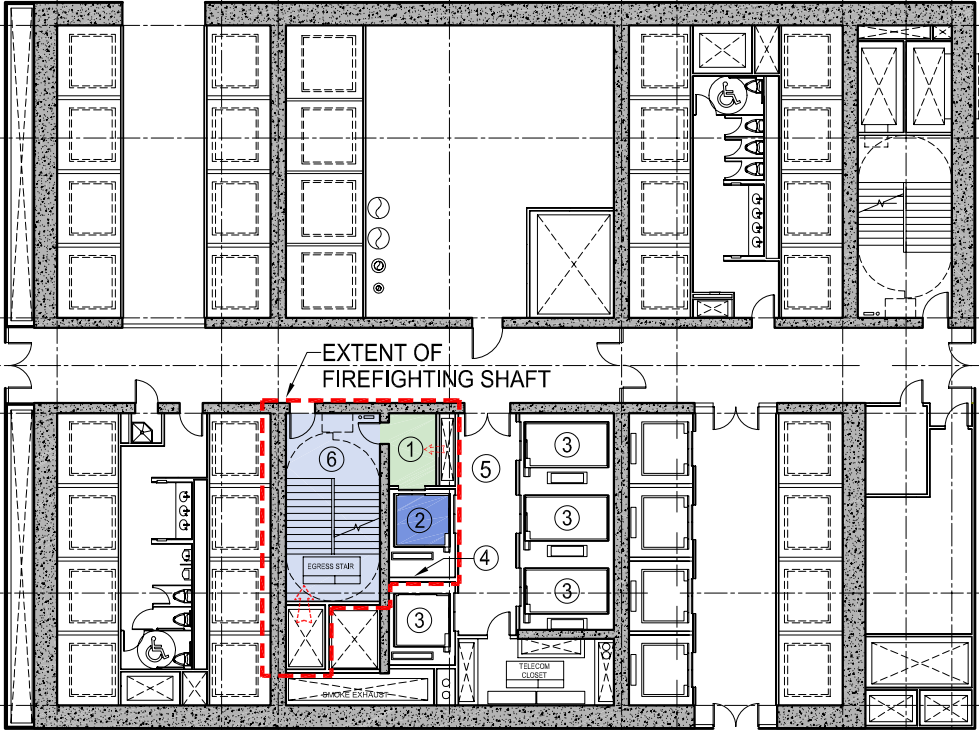 EXTENT OF
FIREFIGHTING SHAFT
1
6
5
3
2
3
4
EGRESS STAIR
3
3
TELECOM
CLOSET
SMOKE EXHAUST